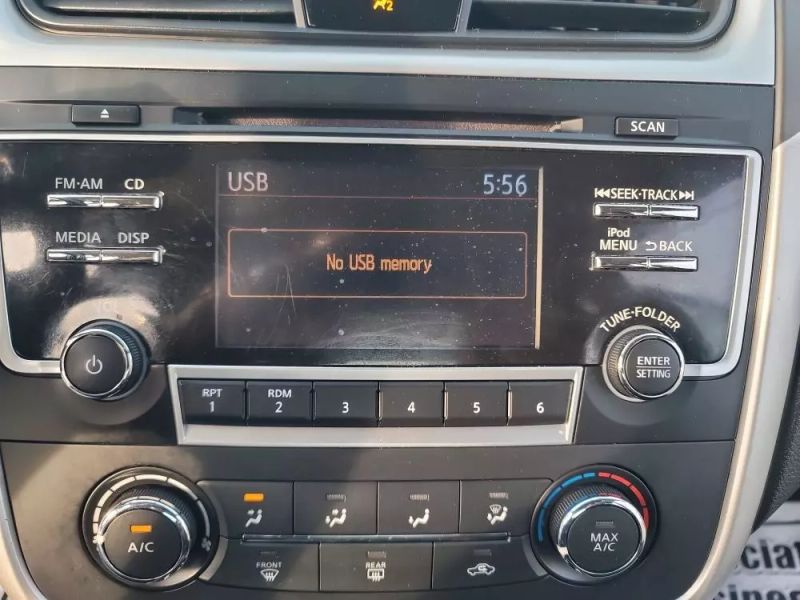 2
SCAN
FM·AM CD
USB 5:56
SEEK·TRACK
MEDIA DISP
iPod
MENU BACK
No USB memory
TUNE·FOLDER
ENTER
SETTING
RPT
1
RDM
2
3
4
5
6
A/C
MAX
A/C
FRONT
REAR